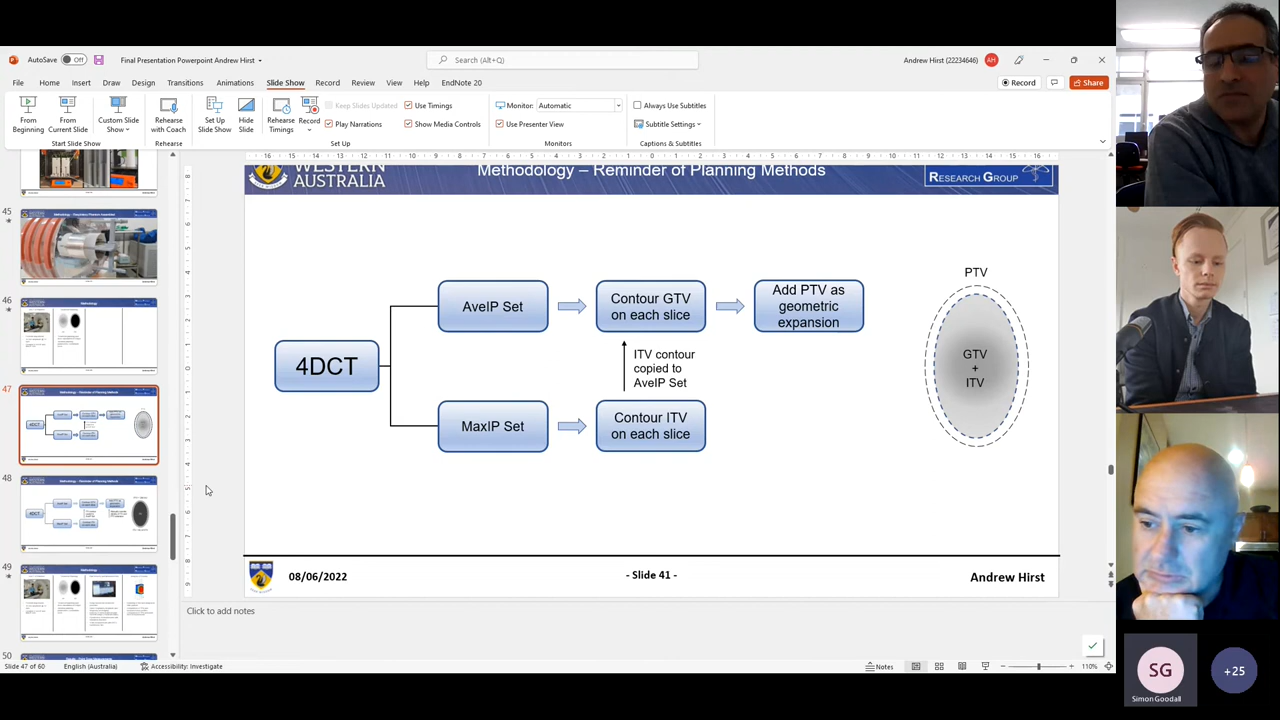 AutoSave Off
Final Presentation Powerpoint Andrew Hirst
Search (Alt+Q)
Andrew Hirst (22234646) AH
File Home Insert Draw Design Transitions Animations Slide Show Record Review View Help EndNote 20
Record Share
From Beginning
From Current Slide
Custom Slide Show
Rehearse with Coach
Set Up Slide Show
Hide Slide
Rehearse Timings
Record
Keep Slides Updated
Play Narrations
Use Timings
Show Media Controls
Monitor: Automatic
Use Presenter View
Always Use Subtitles
Subtitle Settings
Start Slide Show Rehearse Set Up Monitors Captions & Subtitles
45
46
47
48
49
50
WESTERN
AUSTRALIA
Methodology – Reminder of Planning Methods
RESEARCH GROUP
4DCT
AveIP Set
Contour GTV
on each slice
Add PTV as
geometric
expansion
ITV contour
copied to
AveIP Set
MaxIP Set
Contour ITV
on each slice
PTV
GTV
+
ITV
08/06/2022
- Slide 41 -
Andrew Hirst
Click to add notes
Slide 47 of 60 English (Australia) Accessibility: Investigate
Notes
110%
SG
Simon Goodall
+25